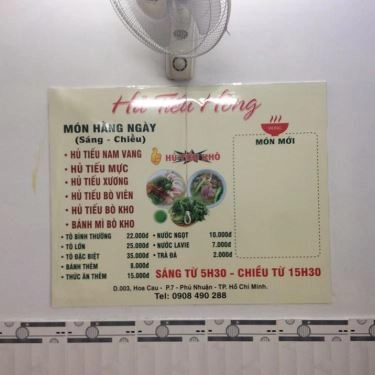 Hủ Tiếu Hồng
MÓN HÀNG NGÀY
(Sáng - Chiều)
MÓN MỚI
• HỦ TIẾU NAM VANG
HỦ TIẾU KHÔ
• HỦ TIẾU MỰC
• HỦ TIẾU XƯƠNG
• HỦ TIẾU BÒ VIÊN
• HỦ TIẾU BÒ KHO
• BÁNH MÌ BÒ KHO
• TÔ BÌNH THƯỜNG 22.000đ
• TÔ LỚN 25.000đ
• TÔ ĐẶC BIỆT 35.000đ
• BÁNH THÊM 8.000đ
• THỨC ĂN THÊM 15.000đ
• NƯỚC NGỌT 10.000đ
• NƯỚC LAVIE 7.000đ
• TRÀ ĐÁ 2.000đ
SÁNG TỪ 5H30 - CHIỀU TỪ 15H30
D.003, Hoa Cau - P.7 - Phú Nhuận - TP. Hồ Chí Minh.
Tel: 0908 490 288